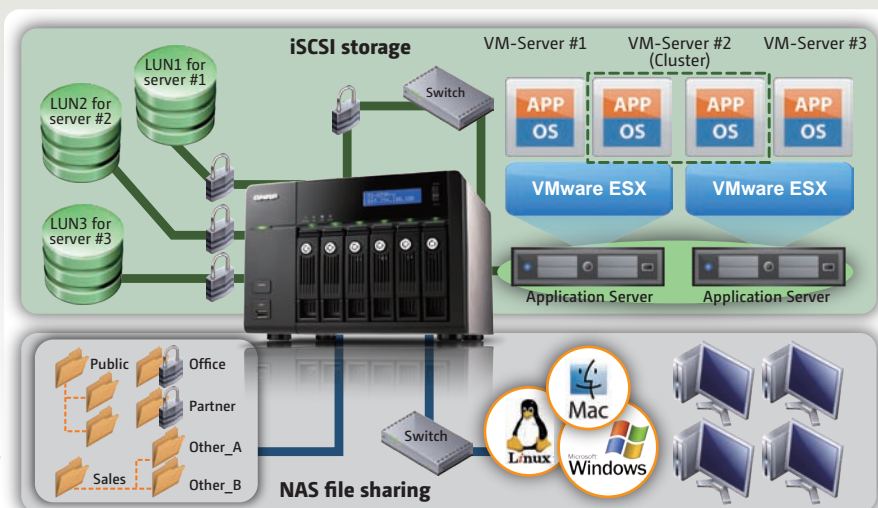 iSCSI storage
VM-Server #1
VM-Server #2
(Cluster)
VM-Server #3
LUN1 for
server #1
LUN2 for
server #2
LUN3 for
server #3
Switch
APP
OS
APP
OS
APP
OS
APP
OS
VMware ESX
VMware ESX
QNAP
Application Server
Application Server
Public
Office
Partner
Other_A
Sales
Other_B
Switch
Mac
Linux
Microsoft
Windows
NAS file sharing